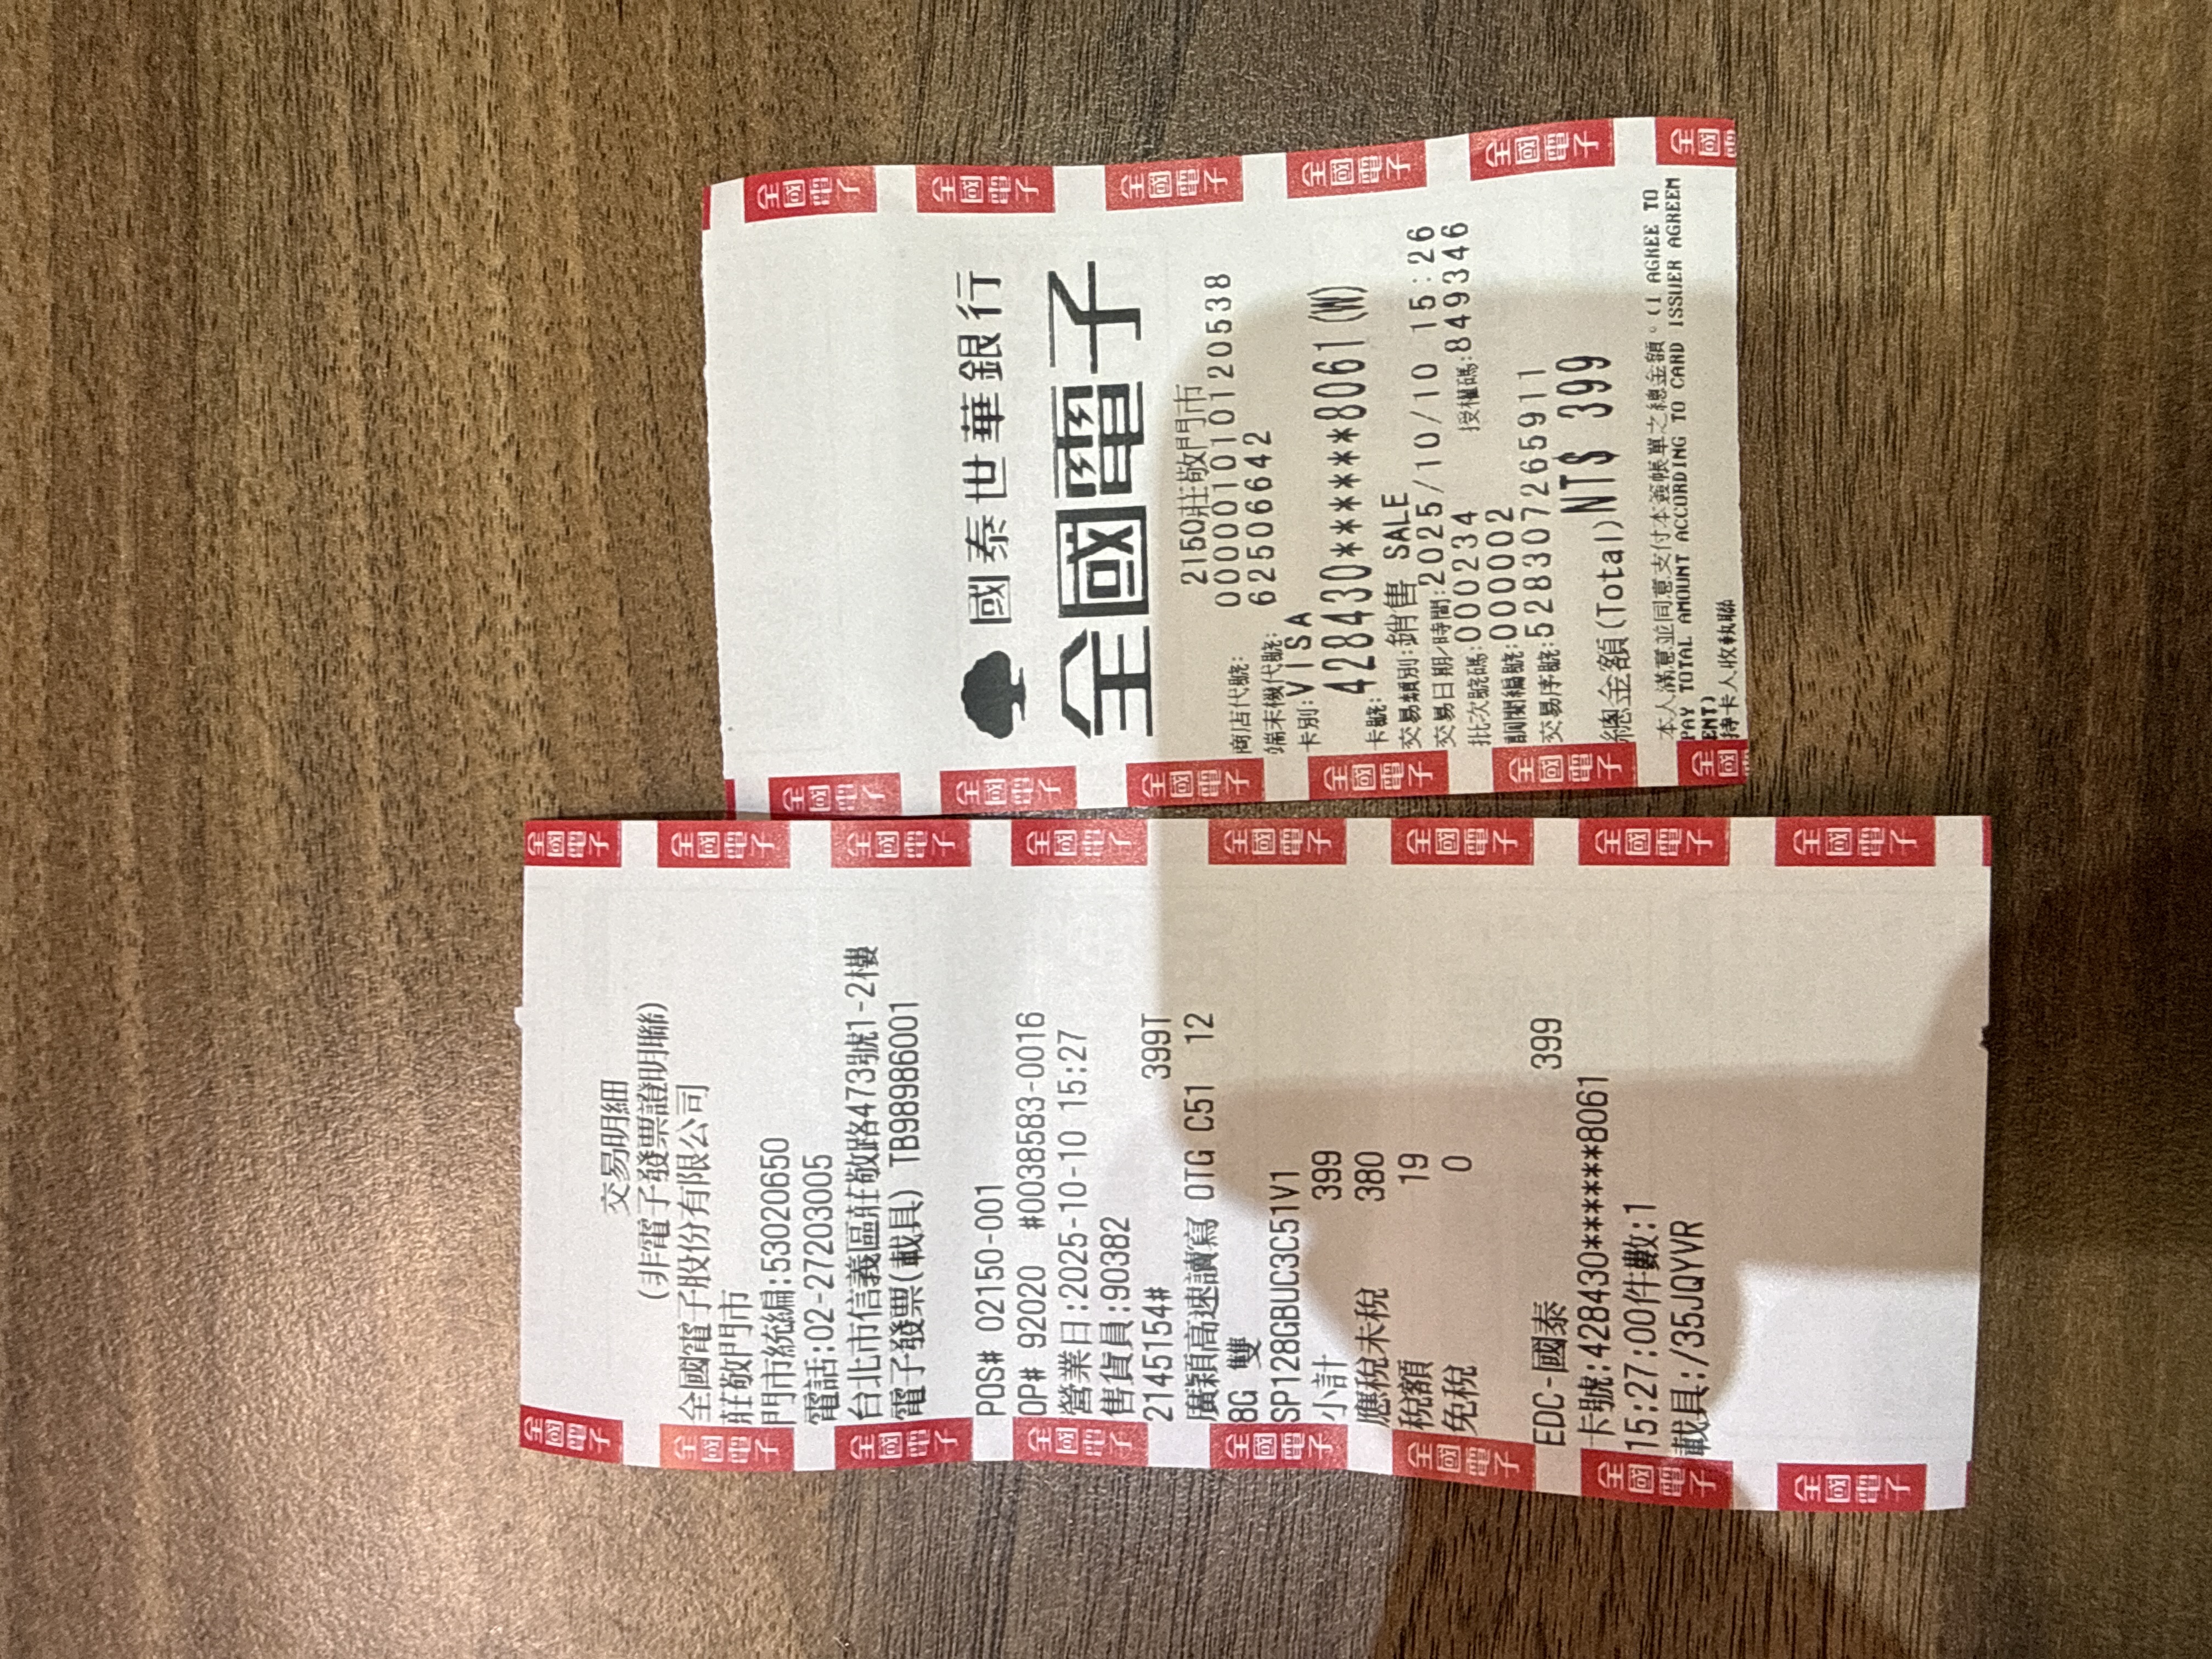 交易明細
(非電子發票證明聯)
全國電子股份有限公司
莊敬門市
門市統編:53020650
電話:02-27203005
台北市信義區莊敬路473號1-2樓
電子發票(載具) TB98986001
POS# 02150-001
OP# 92020 #00038583-0016
營業日:2025-10-10 15:27
售貨員:90382
21451154# 399T
廣穎高速讀寫 OTG C51 12
8G 雙
SP128GBUC3C51V1
小計 399
應稅未稅 380
稅額 19
免稅 0
EDC-國泰 399
卡號:428430******8061
15:27:00件數:1
載具:/35JQYVR
國泰世華銀行
全國電子
2150莊敬門市
商店代號: 000010101120538
端末機代號: 62506642
卡別:VISA
卡號:428430******8061(W)
交易類別:銷售 SALE
交易日期/時間:2025/10/10 15:26
批次號碼:000234 授權碼:849346
調閱編號:000002
交易序號:528307265911
總金額(Total)NT$ 399
本人滿意並同意支付本簽帳單之總金額。(I AGREE TO
PAY TOTAL AMOUNT ACCORDING TO CARD ISSUER AGREEM
ENT)
持卡人收執聯